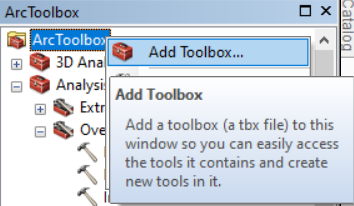 ArcToolbox
Catalog
ArcToolbox
Add Toolbox...
3D Anal
Analysis
Add Toolbox
Extr
Add a toolbox (a tbx file) to this
Ove
window so you can easily access
the tools it contains and create
new tools in it.